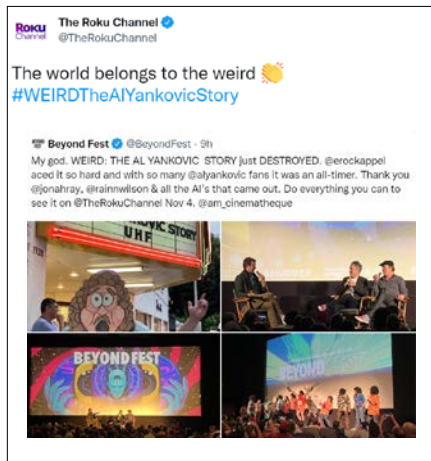 ROKU
Channel
The Roku Channel
@TheRokuChannel
The world belongs to the weird 👏
#WEIRDTheAlYankovicStory
Beyond Fest @BeyondFest · 9h
My god. WEIRD: THE AL YANKOVIC STORY just DESTROYED. @erockappel
aced it so hard and with so many @alyankovic fans it was an all-timer. Thank you
@jonahray, @rainnwilson & all the Al's that came out. Do everything you can to
see it on @TheRokuChannel Nov 4. @am_cinematheque
KOVIC STORY
UHF
BEYOND FEST
BEYOND